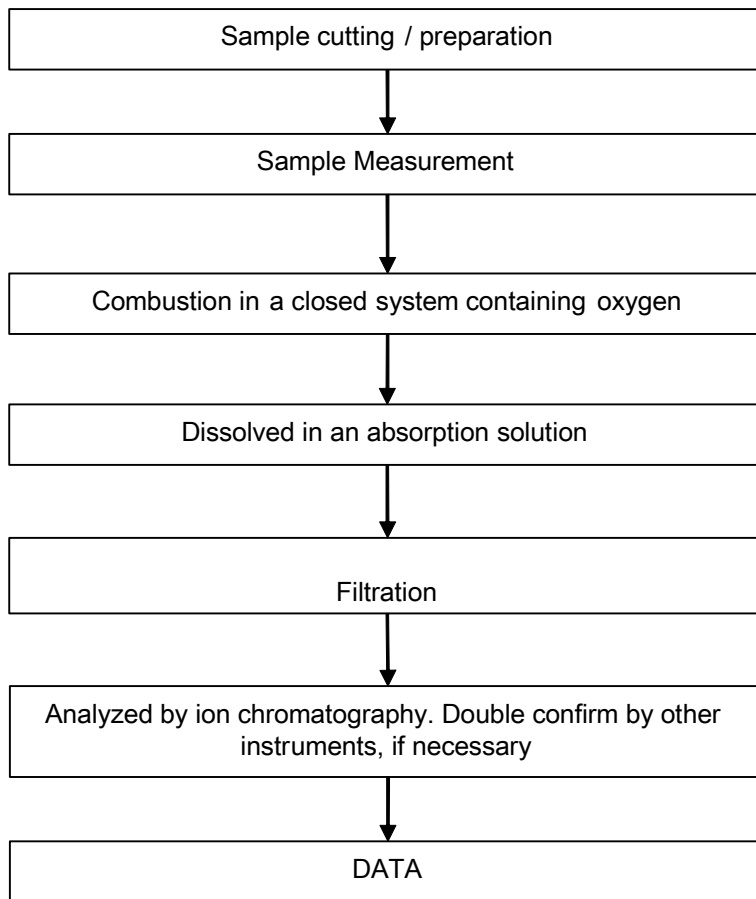 Sample cutting / preparation
Sample Measurement
Combustion in a closed system containing oxygen
Dissolved in an absorption solution
Filtration
Analyzed by ion chromatography. Double confirm by other
instruments, if necessary
DATA